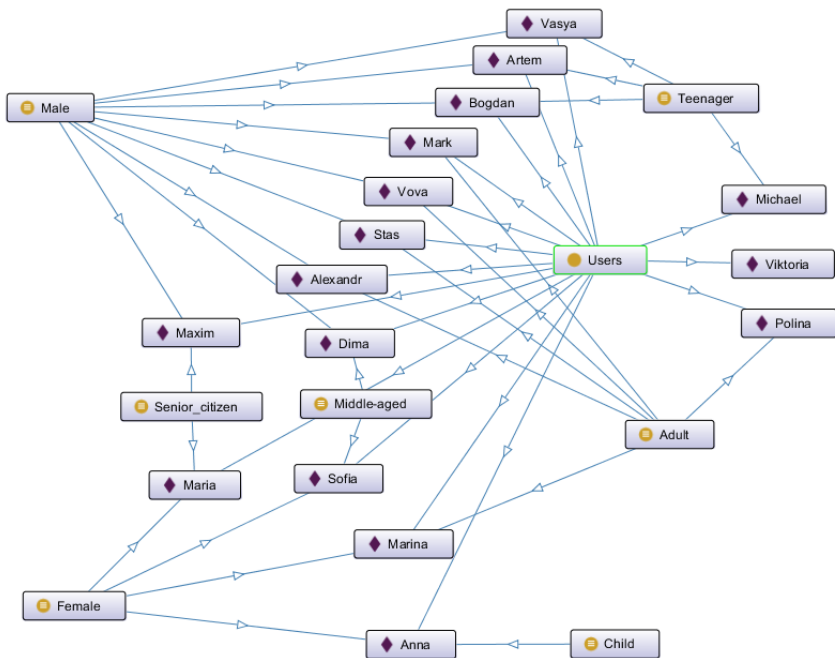 Vasya
Artem
Male
Bogdan
Teenager
Mark
Vova
Michael
Stas
Users
Viktoria
Alexandr
Polina
Maxim
Dima
Senior_citizen
Middle-aged
Adult
Maria
Sofia
Marina
Female
Anna
Child